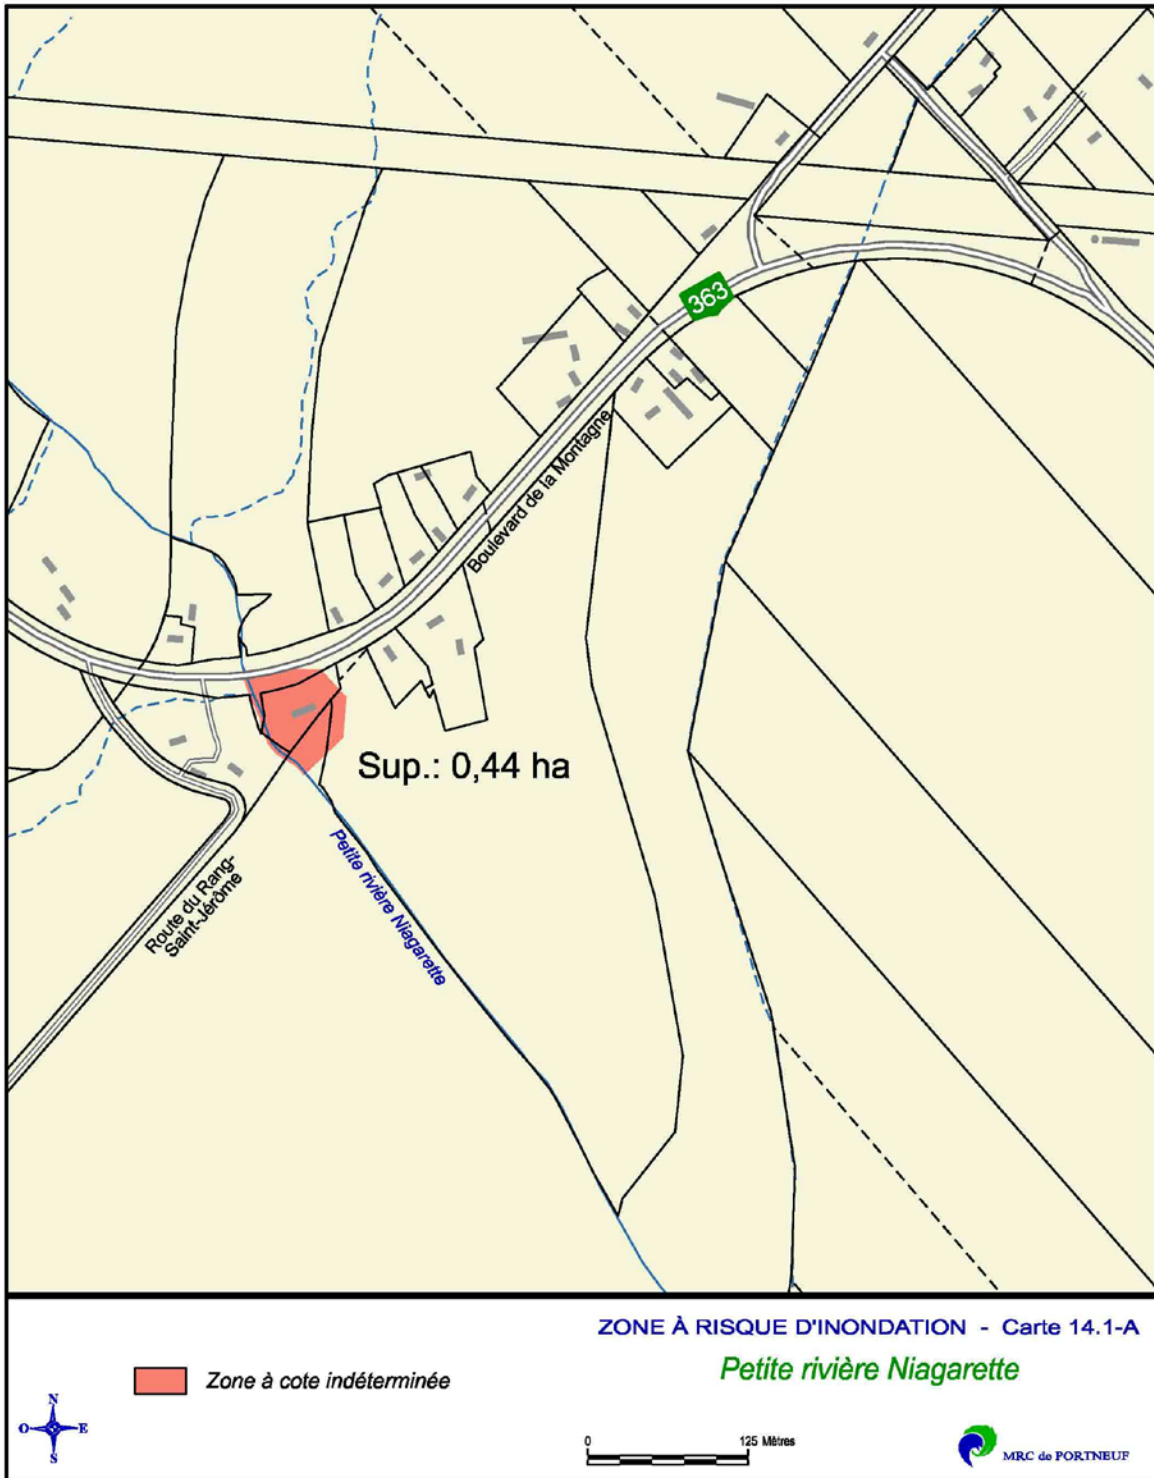 363
Boulevard de la Montagne
Sup.: 0,44 ha
Petite rivière Niagarette
Route du Rang-
Saint-Jérôme
ZONE À RISQUE D'INONDATION - Carte 14.1-A
Petite rivière Niagarette
Zone à cote indéterminée
N
O
E
S
0
125 Mètres
MRC de PORTNEUF